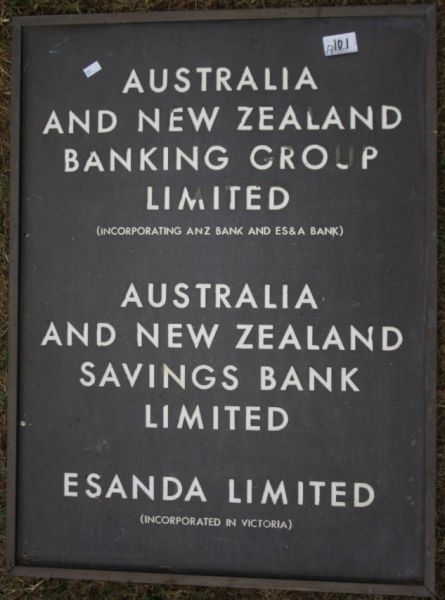 101
AUSTRALIA
AND NEW ZEALAND
BANKING GROUP
LIMITED
(INCORPORATING ANZ BANK AND ES&A BANK)
AUSTRALIA
AND NEW ZEALAND
SAVINGS BANK
LIMITED
ESANDA LIMITED
(INCORPORATED IN VICTORIA)